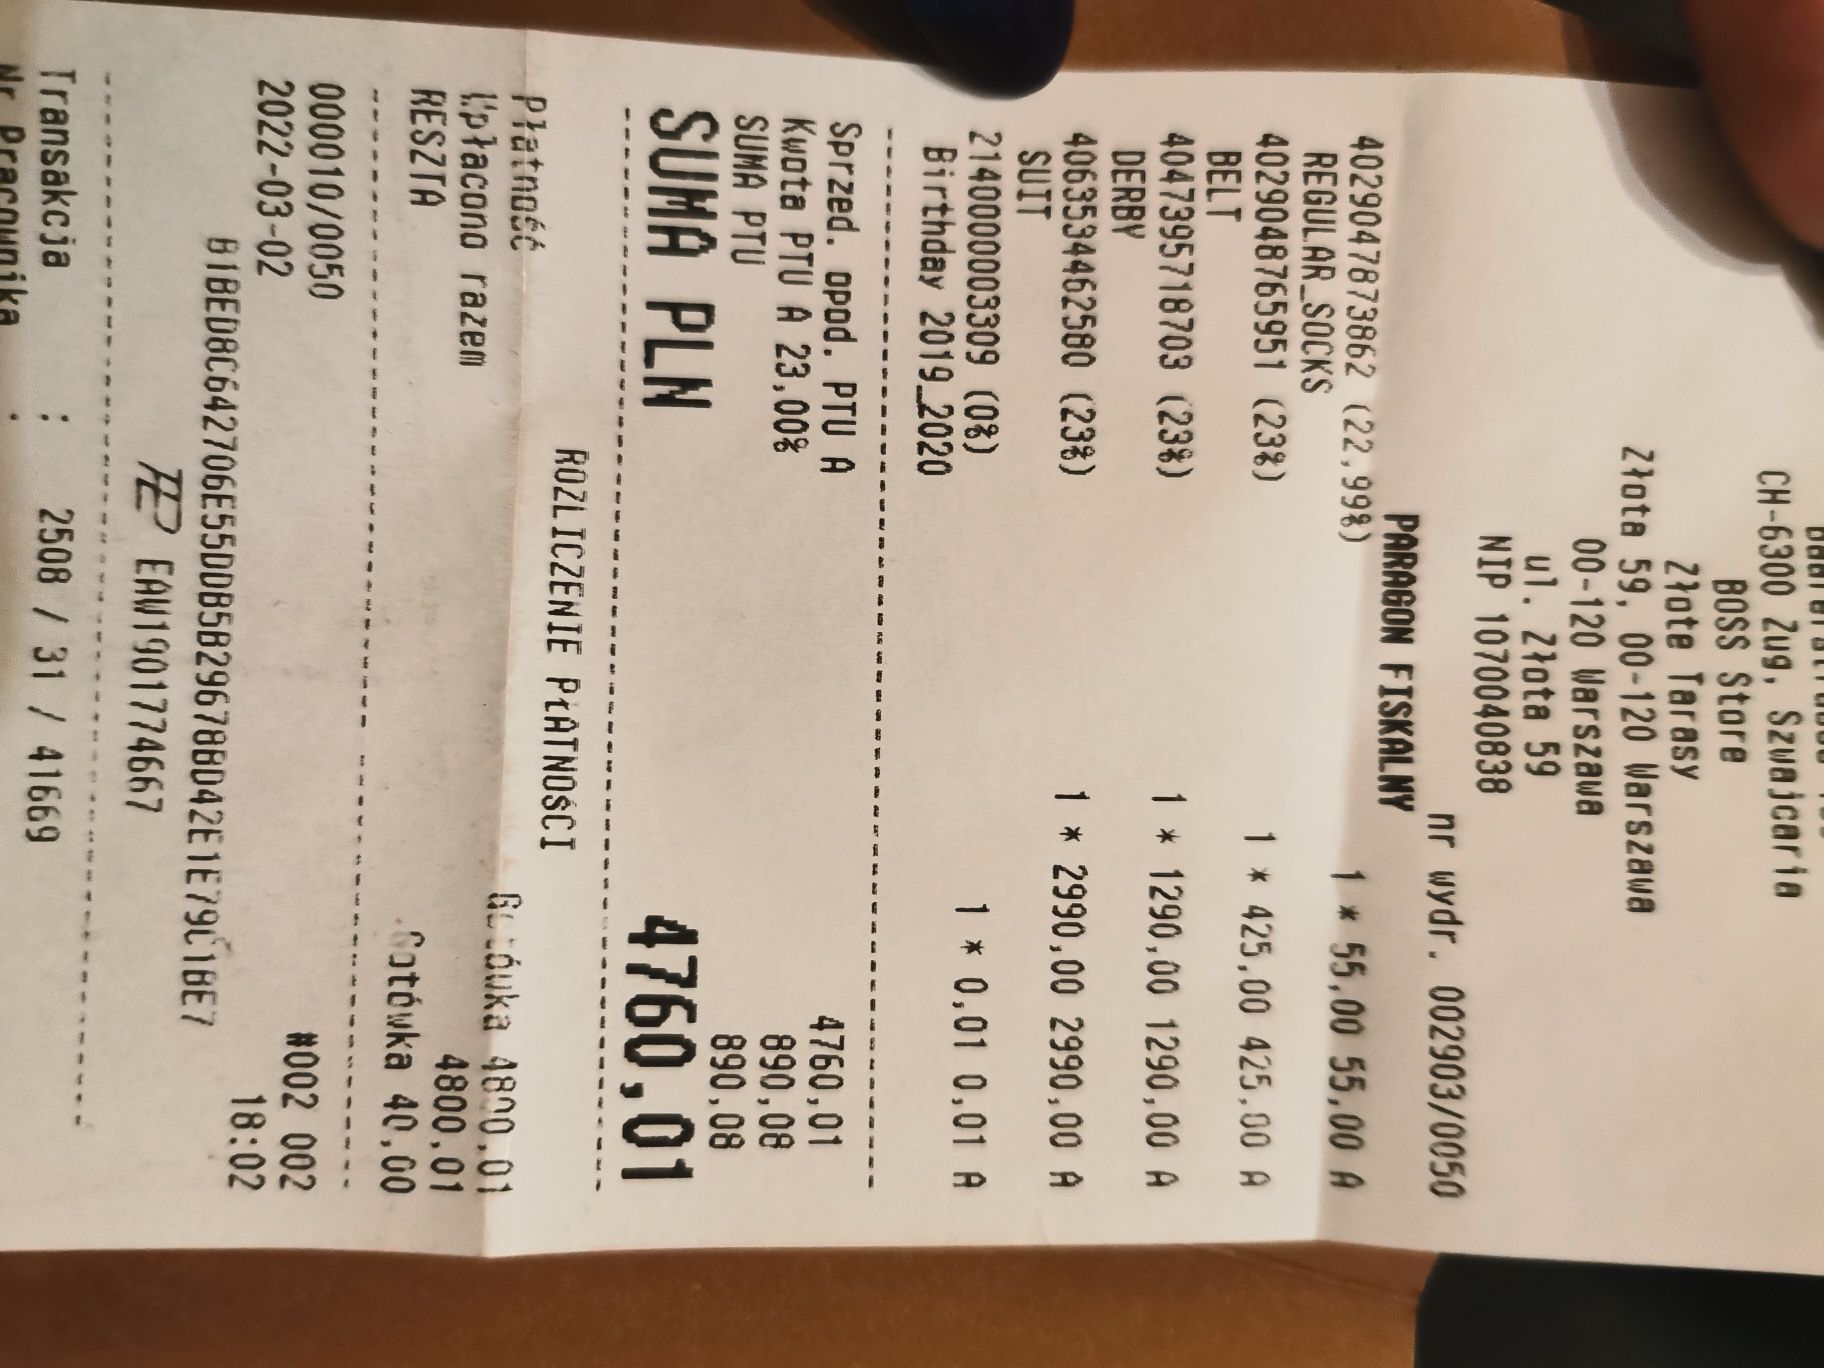 CH-6300 Zug, Szwajcaria
BOSS Store
Złote Tarasy
Złota 59, 00-120 Warszawa
00-120 Warszawa
ul. Złota 59
NIP 1070040838
nr wydr. 002903/0050
PARAGON FISKALNY
4029047873862 (22,99%)
REGULAR_SOCKS 1 * 55,00 55,00 A
4029048765951 (23%)
BELT 1 * 425,00 425,00 A
4047395718703 (23%)
DERBY 1 * 1290,00 1290,00 A
4063534462580 (23%)
SUIT 1 * 2990,00 2990,00 A
2140000003309 (0%)
Birthday 2019_2020 1 * 0,01 0,01 A
Sprzed. opod. PTU A 4760,01
Kwota PTU A 23,00% 890,08
SUMA PTU 890,08
SUMA PLN 4760,01
ROZLICZENIE PŁATNOŚCI
Płatność Gotówka 4800,01
Wpłacono razem 4800,01
RESZTA Gotówka 40,00
000010/0050 #002 002
2022-03-02 18:02
B1BED8C642706E55DDB5B29678BD42E1E79C1BE7
EAW1901774667
Transakcja : 2508 / 31 / 41669
Nr Pracownika :